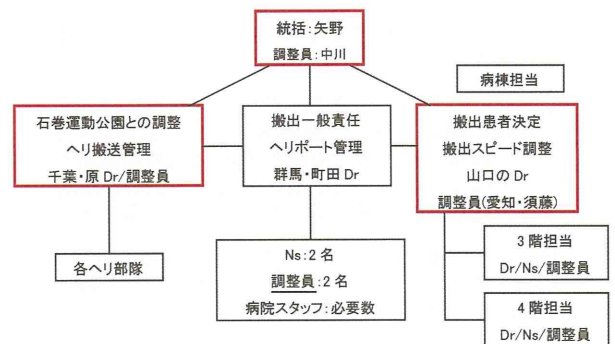 統括:矢野
調整員:中川
病棟担当
石巻運動公園との調整
ヘリ搬送管理
千葉・原 Dr/調整員
搬出一般責任
ヘリポート管理
群馬・町田 Dr
搬出患者決定
搬出スピード調整
山口の Dr
調整員(愛知・須藤)
各ヘリ部隊
Ns:2 名
調整員:2 名
病院スタッフ:必要数
3 階担当
Dr/Ns/調整員
4 階担当
Dr/Ns/調整員